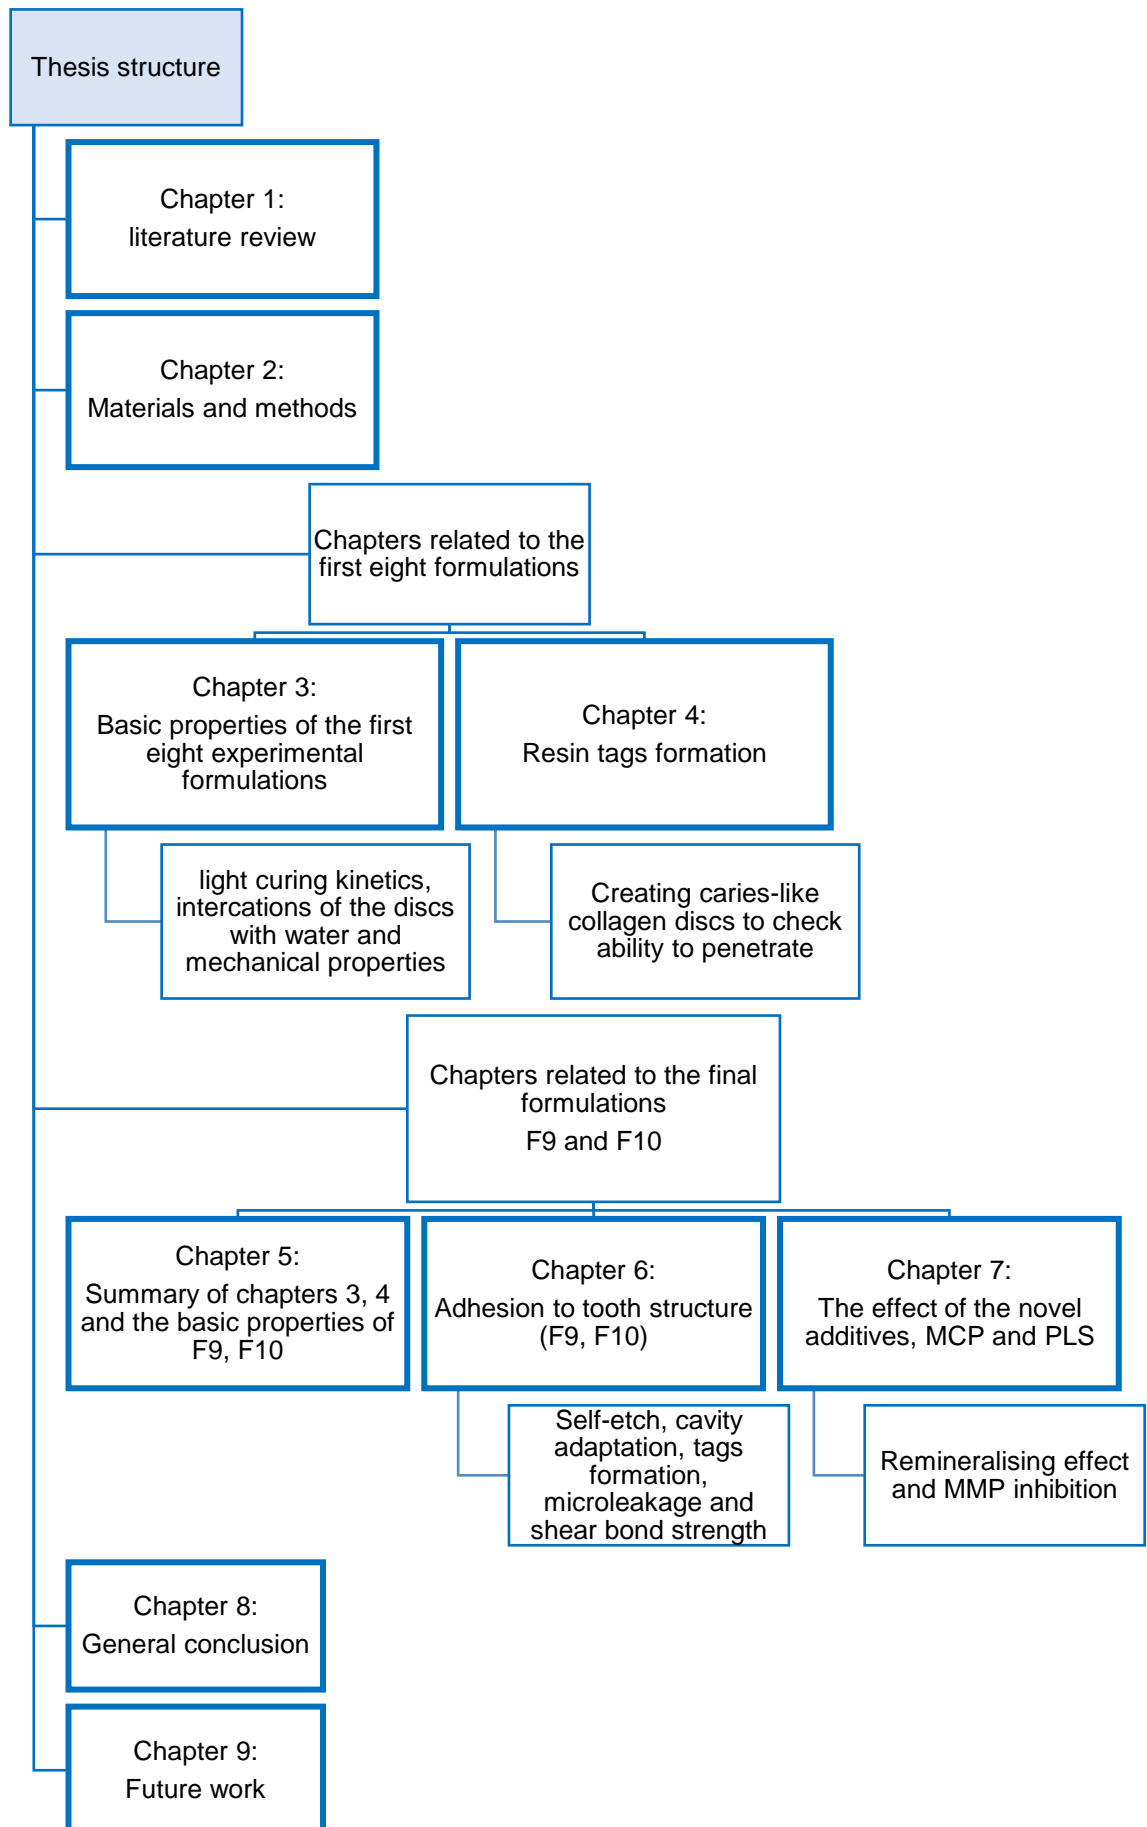 Thesis structure
Chapter 1:
literature review
Chapter 2:
Materials and methods
Chapters related to the
first eight formulations
Chapter 3:
Basic properties of the first
eight experimental
formulations
Chapter 4:
Resin tags formation
light curing kinetics,
intercations of the discs
with water and
mechanical properties
Creating caries-like
collagen discs to check
ability to penetrate
Chapters related to the final
formulations
F9 and F10
Chapter 5:
Summary of chapters 3, 4
and the basic properties of
F9, F10
Chapter 6:
Adhesion to tooth structure
(F9, F10)
Chapter 7:
The effect of the novel
additives, MCP and PLS
Self-etch, cavity
adaptation, tags
formation,
microleakage and
shear bond strength
Remineralising effect
and MMP inhibition
Chapter 8:
General conclusion
Chapter 9:
Future work